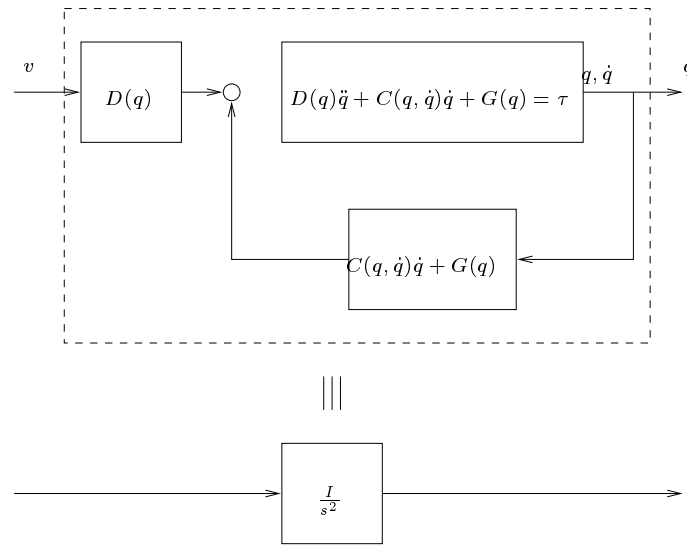 v
D(q)
D(q)q̈ + C(q, q̇)q̇ + G(q) = τ
q, q̇
q
C(q, q̇)q̇ + G(q)
|||
I/s²